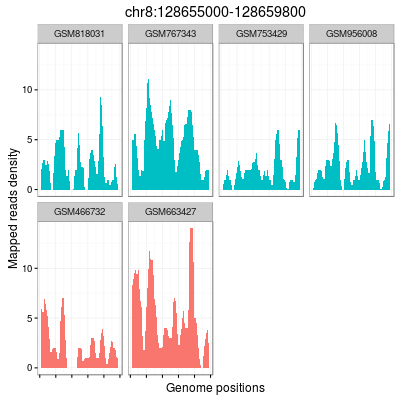 chr8:128655000-128659800
GSM818031 GSM767343 GSM753429 GSM956008
10
5
0
GSM466732 GSM663427
10
5
0
Mapped reads density
Genome positions